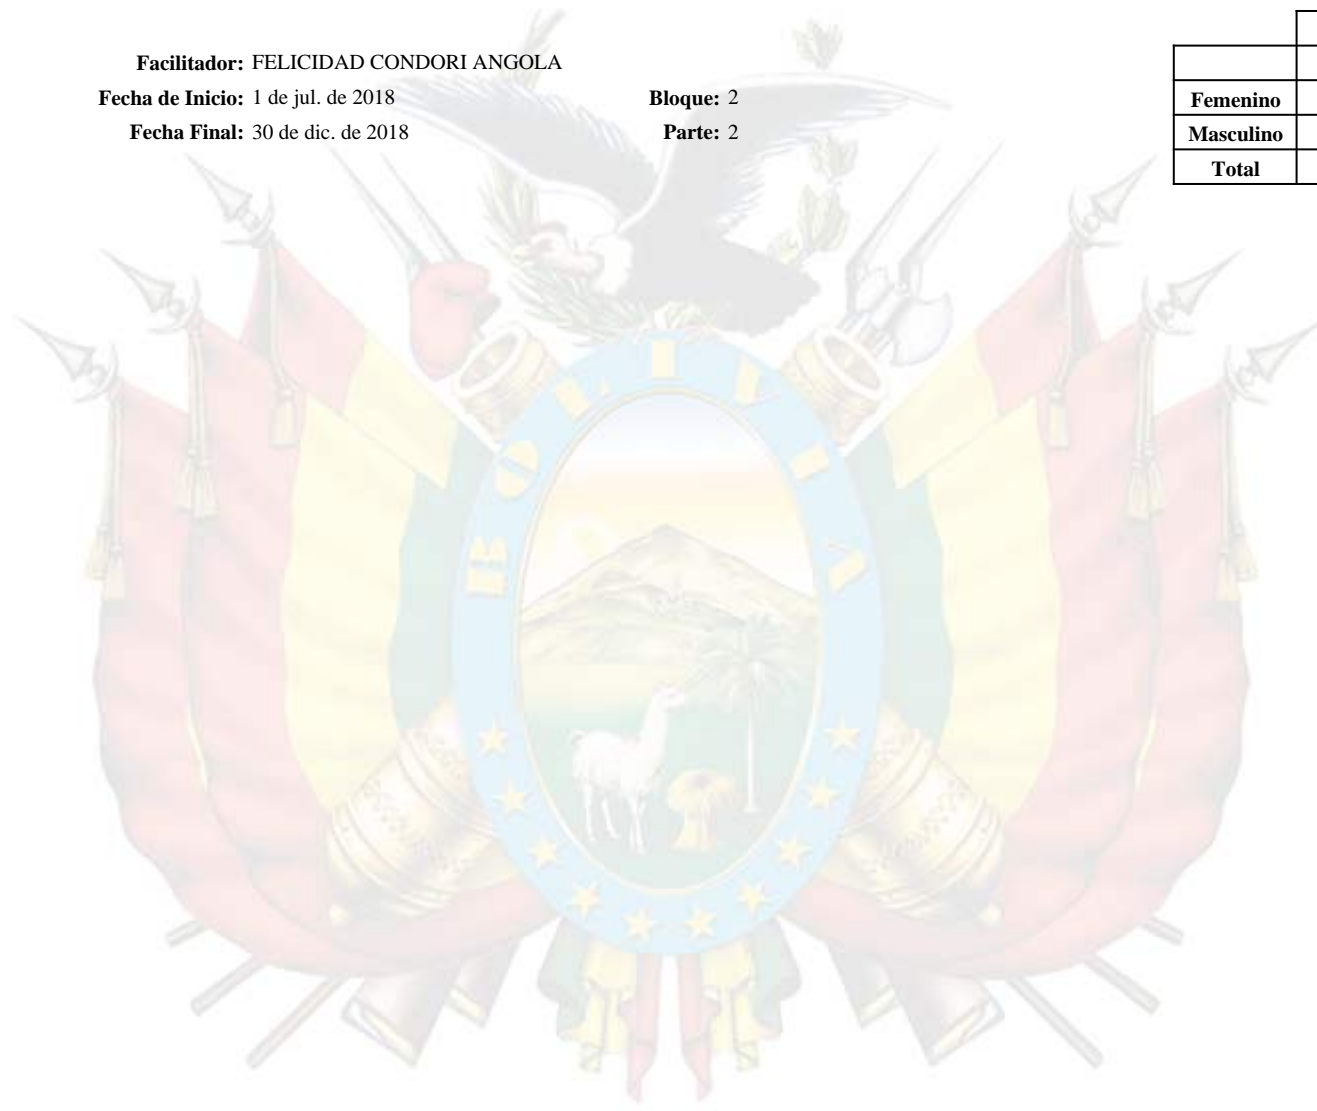 Facilitador: FELICIDAD CONDORI ANGOLA
Fecha de Inicio: 1 de jul. de 2018 Bloque: 2
Fecha Final: 30 de dic. de 2018 Parte: 2
Femenino
Masculino
Total
BOLIVIA